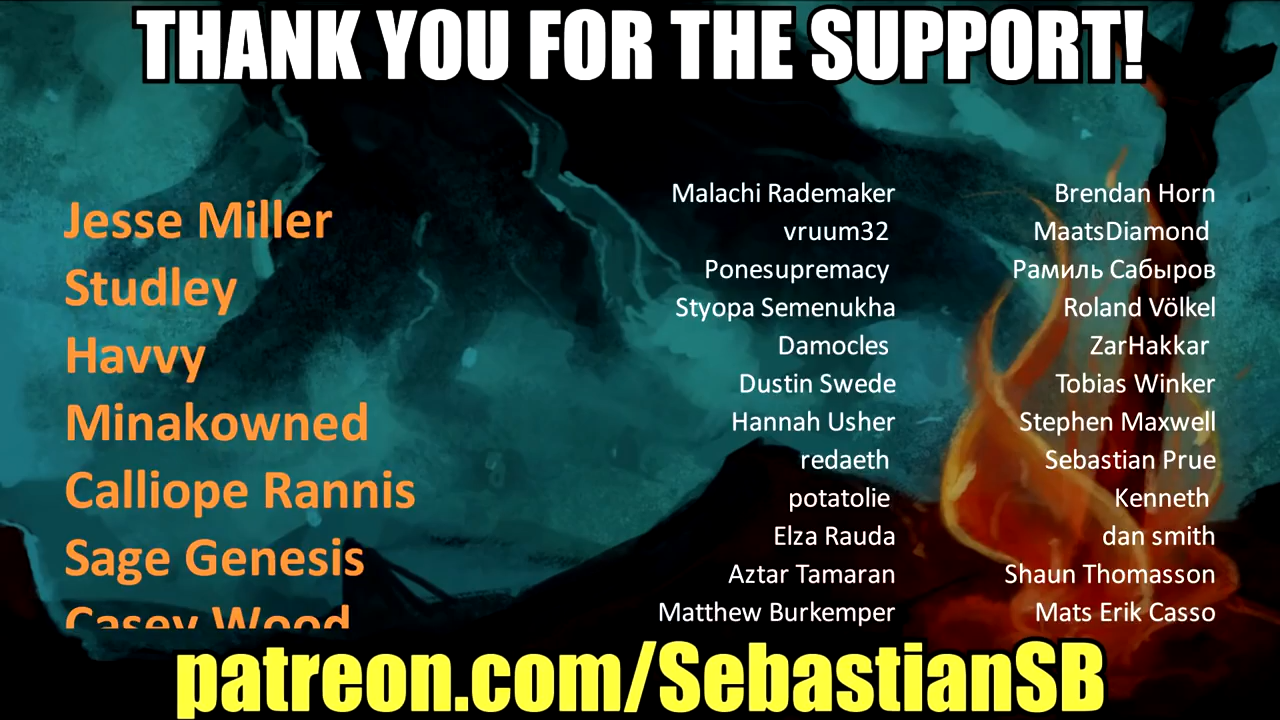 THANK YOU FOR THE SUPPORT!
Jesse Miller
Studley
Havvy
Minakowned
Calliope Rannis
Sage Genesis
Casey Wood
Malachi Rademaker
vruum32
Ponesupremacy
Styopa Semenukha
Damocles
Dustin Swede
Hannah Usher
redaeth
potatolie
Elza Rauda
Aztar Tamaran
Matthew Burkemper
Brendan Horn
MaatsDiamond
Рамиль Сабыров
Roland Völkel
ZarHakkar
Tobias Winker
Stephen Maxwell
Sebastian Prue
Kenneth
dan smith
Shaun Thomasson
Mats Erik Casso
patreon.com/SebastianSB